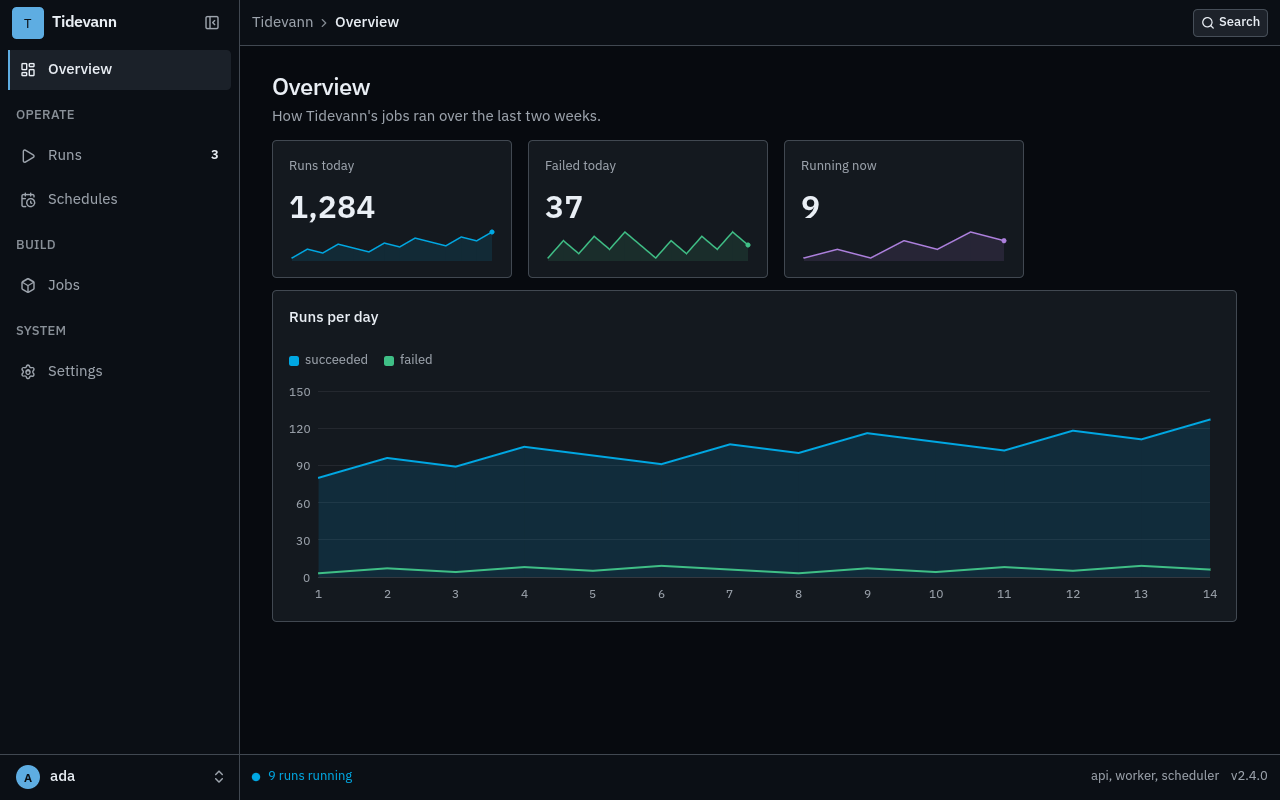 T Tidevann
Tidevann > Overview
Search
Overview
OPERATE
Runs 3
Schedules
BUILD
Jobs
SYSTEM
Settings
A ada
Overview
How Tidevann's jobs ran over the last two weeks.
Runs today
1,284
Failed today
37
Running now
9
Runs per day
succeeded failed
150
120
90
60
30
0
1 2 3 4 5 6 7 8 9 10 11 12 13 14
9 runs running
api, worker, scheduler v2.4.0